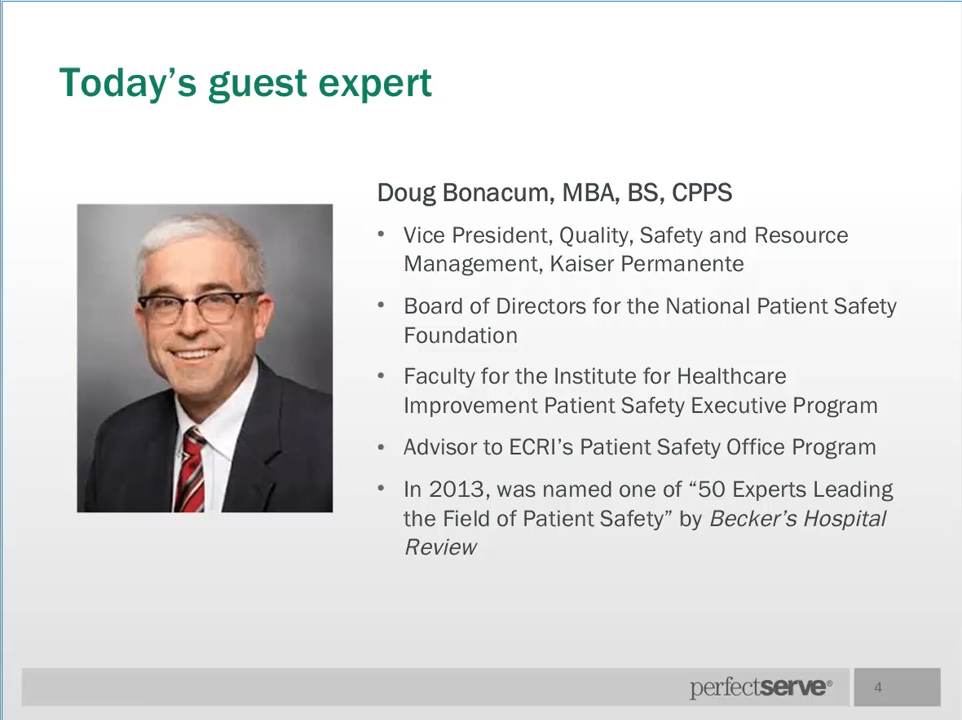 Today’s guest expert
Doug Bonacum, MBA, BS, CPPS
• Vice President, Quality, Safety and Resource
Management, Kaiser Permanente
• Board of Directors for the National Patient Safety
Foundation
• Faculty for the Institute for Healthcare
Improvement Patient Safety Executive Program
• Advisor to ECRI’s Patient Safety Office Program
• In 2013, was named one of “50 Experts Leading
the Field of Patient Safety” by Becker’s Hospital
Review
perfectserve®
4